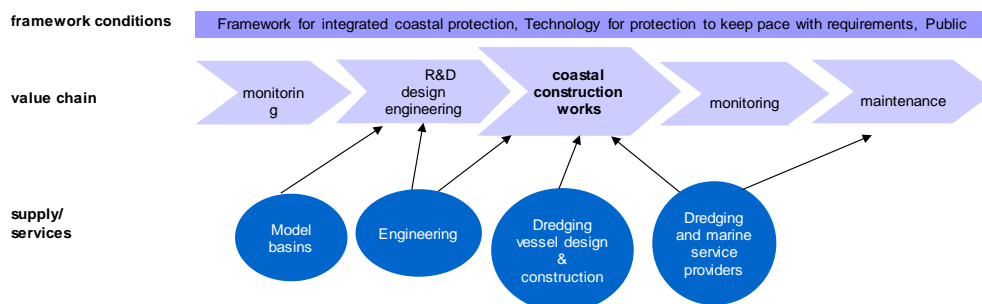 framework conditions
Framework for integrated coastal protection, Technology for protection to keep pace with requirements, Public
value chain
monitorin
g
R&D
design
engineering
coastal
construction
works
monitoring
maintenance
supply/
services
Model
basins
Engineering
Dredging
vessel design
&
construction
Dredging
and marine
service
providers